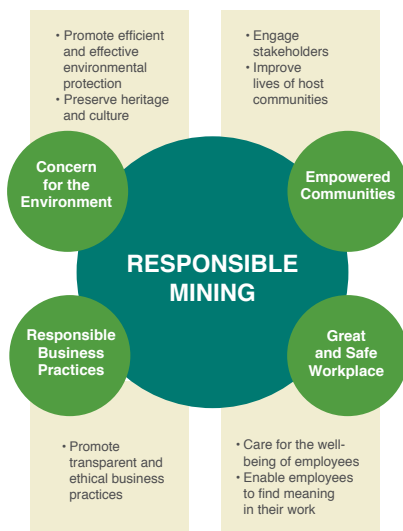 • Promote efficient
and effective
environmental
protection
• Preserve heritage
and culture
• Engage
stakeholders
• Improve
lives of host
communities
Concern
for the
Environment
Empowered
Communities
RESPONSIBLE
MINING
Responsible
Business
Practices
Great
and Safe
Workplace
• Promote
transparent and
ethical business
practices
• Care for the well-
being of employees
• Enable employees
to find meaning
in their work